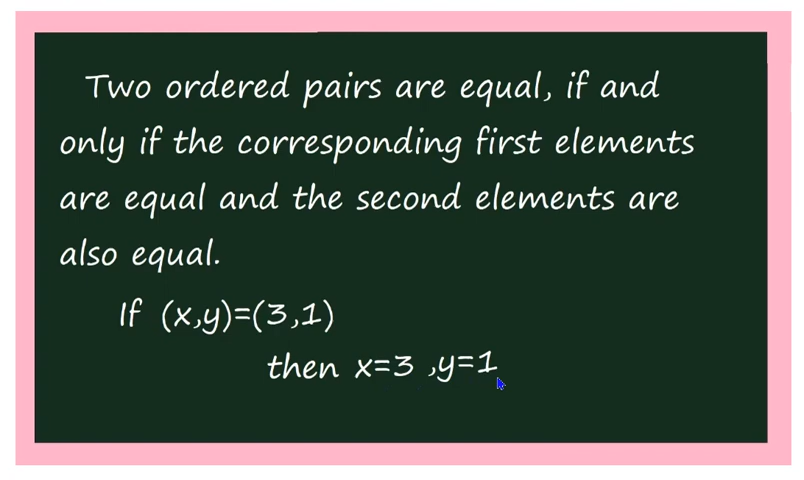 Two ordered pairs are equal, if and
only if the corresponding first elements
are equal and the second elements are
also equal.
If (x,y)=(3,1)
then x=3 ,y=1